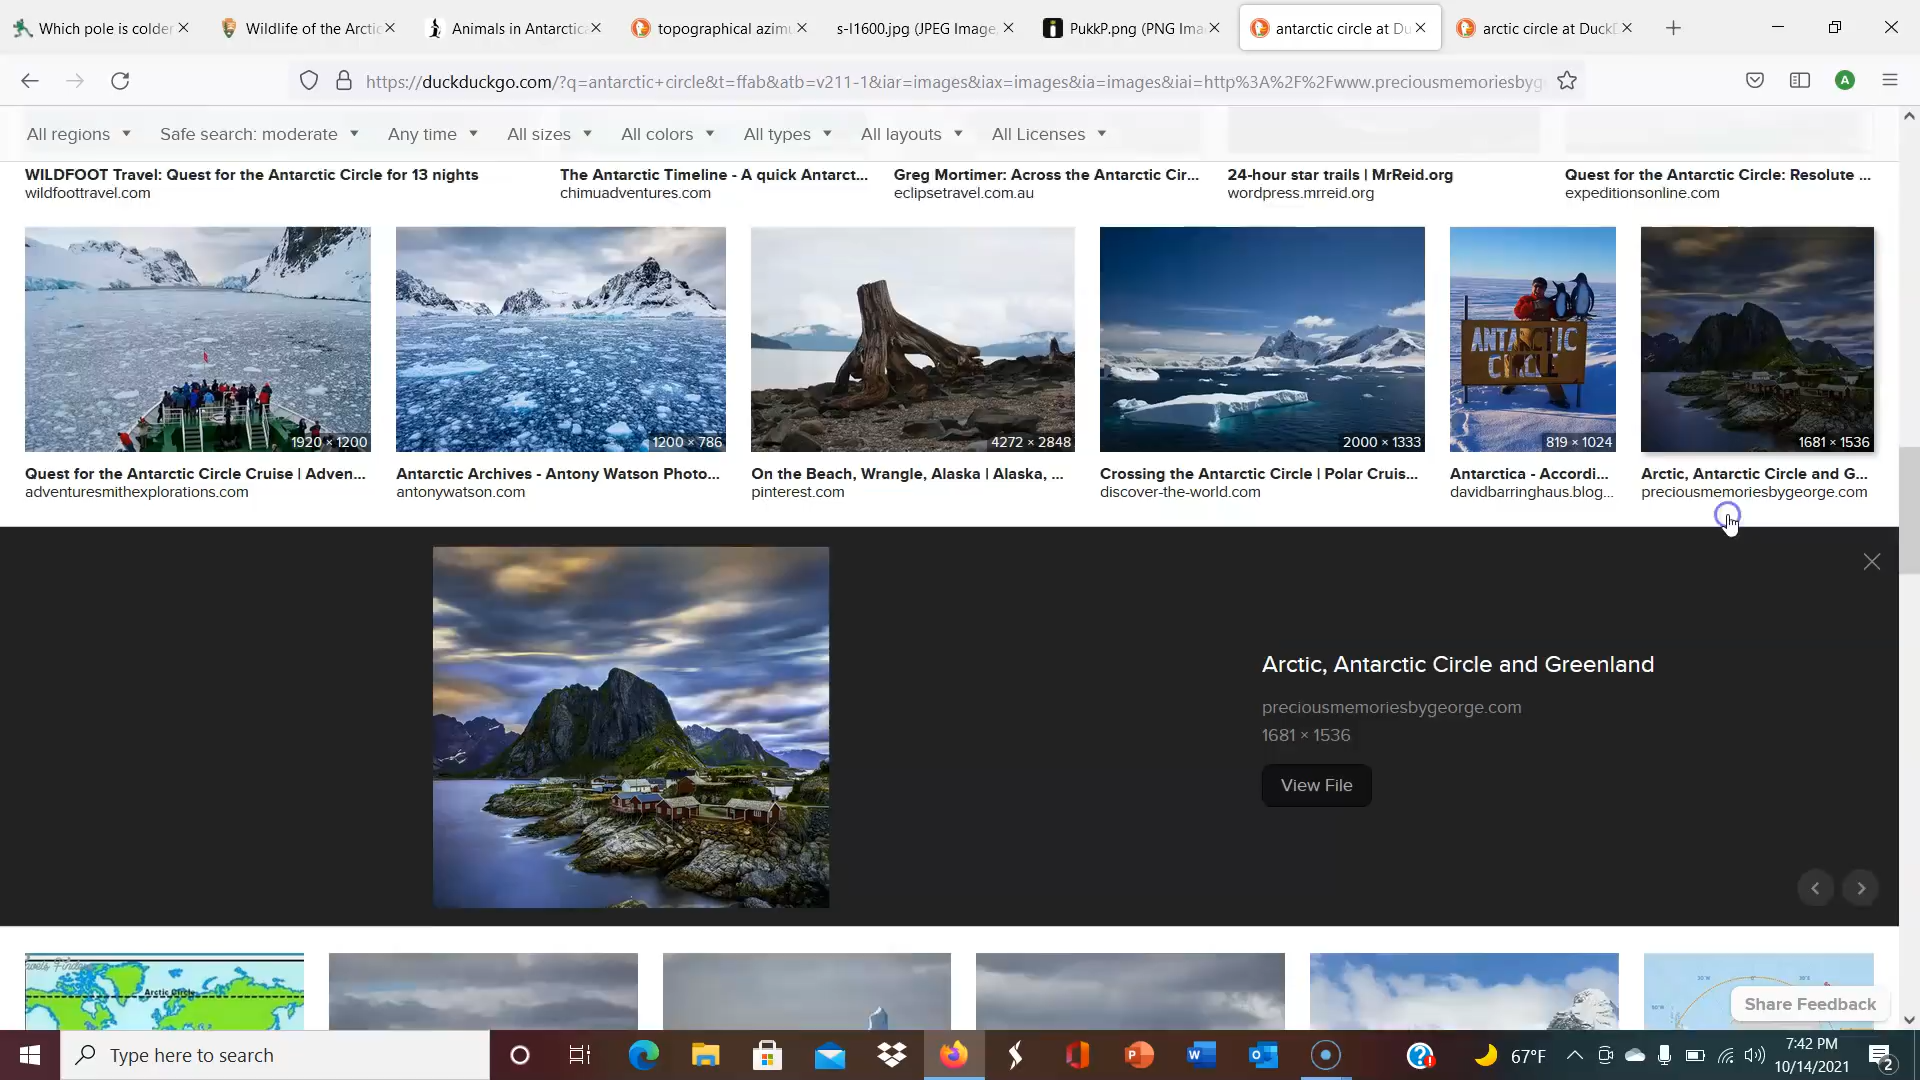 Which pole is colder
Wildlife of the Arctic
Animals in Antarctica
topographical azimu
s-l1600.jpg (JPEG Image,
PukkP.png (PNG Ima
antarctic circle at Du
arctic circle at DuckD
https://duckduckgo.com/?q=antarctic+circle&t=ffab&atb=v211-1&iar=images&iax=images&ia=images&iai=http%3A%2F%2Fwww.preciousmemoriesbyg
A
All regions
Safe search: moderate
Any time
All sizes
All colors
All types
All layouts
All Licenses
WILDFOOT Travel: Quest for the Antarctic Circle for 13 nights
wildfoottravel.com
The Antarctic Timeline - A quick Antarct...
chimuadventures.com
Greg Mortimer: Across the Antarctic Cir...
eclipsetravel.com.au
24-hour star trails | MrReid.org
wordpress.mrreid.org
Quest for the Antarctic Circle: Resolute ...
expeditionsonline.com
1920 × 1200
1200 × 786
4272 × 2848
2000 × 1333
ANTARCTIC
CIRCLE
819 × 1024
1681 × 1536
Quest for the Antarctic Circle Cruise | Adven...
adventuresmithexplorations.com
Antarctic Archives - Antony Watson Photo...
antonywatson.com
On the Beach, Wrangle, Alaska | Alaska, ...
pinterest.com
Crossing the Antarctic Circle | Polar Cruis...
discover-the-world.com
Antarctica - Accordi...
davidbarringhaus.blog...
Arctic, Antarctic Circle and G...
preciousmemoriesbygeorge.com
Arctic, Antarctic Circle and Greenland
preciousmemoriesbygeorge.com
1681 × 1536
View File
Arctic Circle
Share Feedback
Type here to search
67°F
7:42 PM
10/14/2021
2